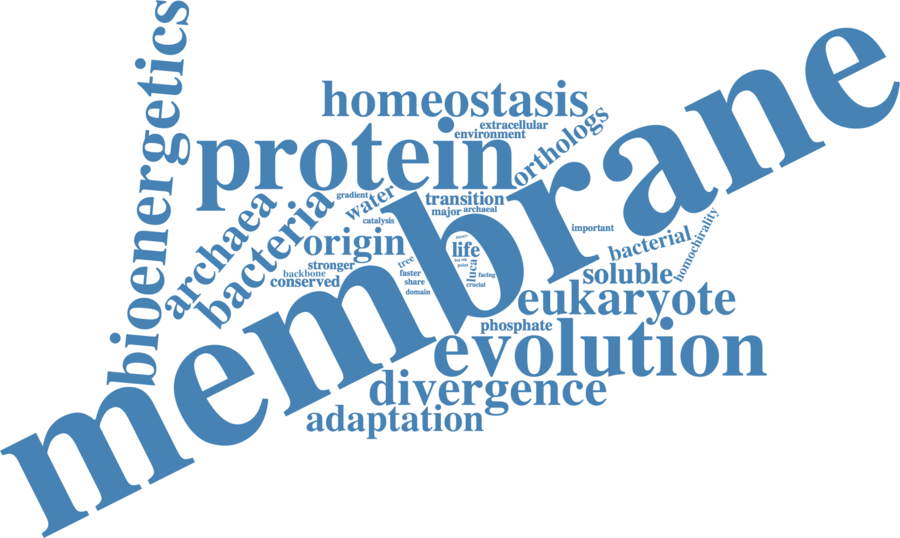 bioenergetics
homeostasis
extracellular
environment
orthologs
protein
membrane
gradient
water
transition
catalysis
major
archaeal
archaea
bacteria
origin
important
bacterial
homochirality
life
luca
tree
stronger
backbone
conserved
faster
share
domain
point
facing
crucial
soluble
eukaryote
phosphate
evolution
divergence
adaptation